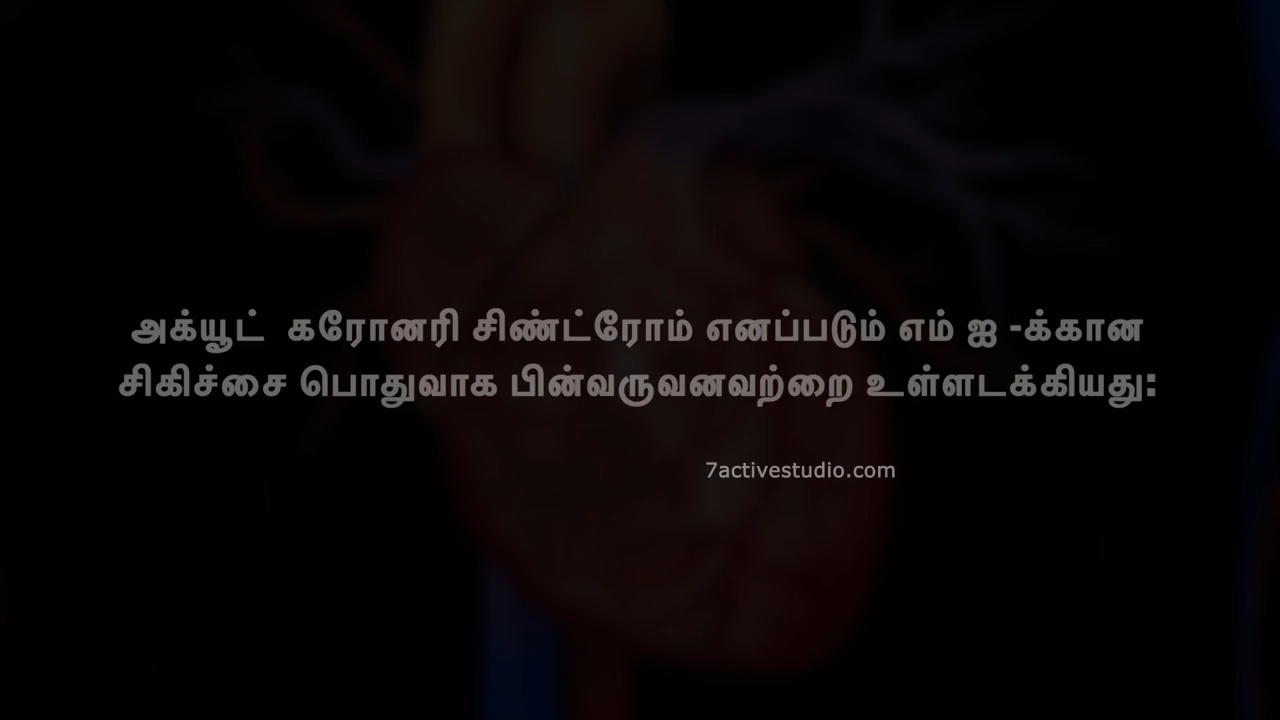 அக்யூட் கரோனரி சிண்ட்ரோம் எனப்படும் எம் ஐ -க்கான
சிகிச்சை பொதுவாக பின்வருவனவற்றை உள்ளடக்கியது:
7activestudio.com